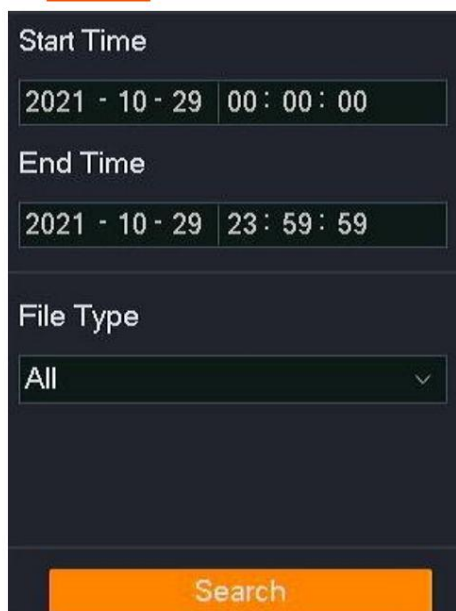 Start Time
2021 - 10 - 29 00 : 00 : 00
End Time
2021 - 10 - 29 23 : 59 : 59
File Type
All
Search